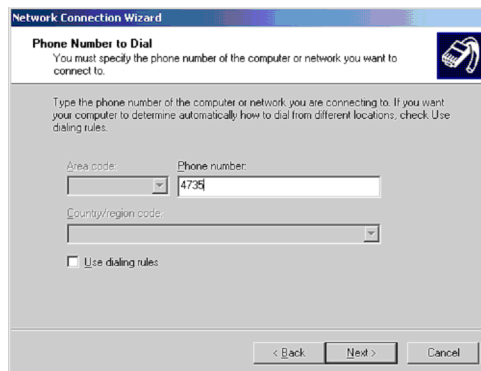 Network Connection Wizard
Phone Number to Dial
You must specify the phone number of the computer or network you want to
connect to.
Type the phone number of the computer or network you are connecting to. If you want
your computer to determine automatically how to dial from different locations, check Use
dialing rules.
Area code: Phone number:
4735
Country/region code:
Use dialing rules
< Back Next > Cancel